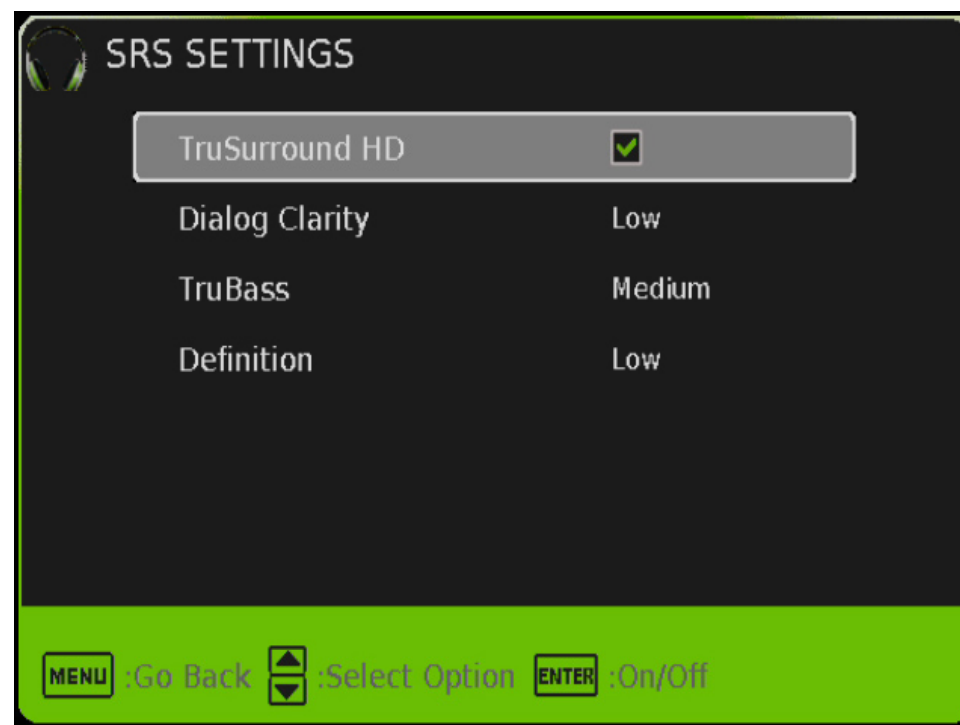 SRS SETTINGS
TruSurround HD
Dialog Clarity Low
TruBass Medium
Definition Low
MENU :Go Back :Select Option ENTER :On/Off